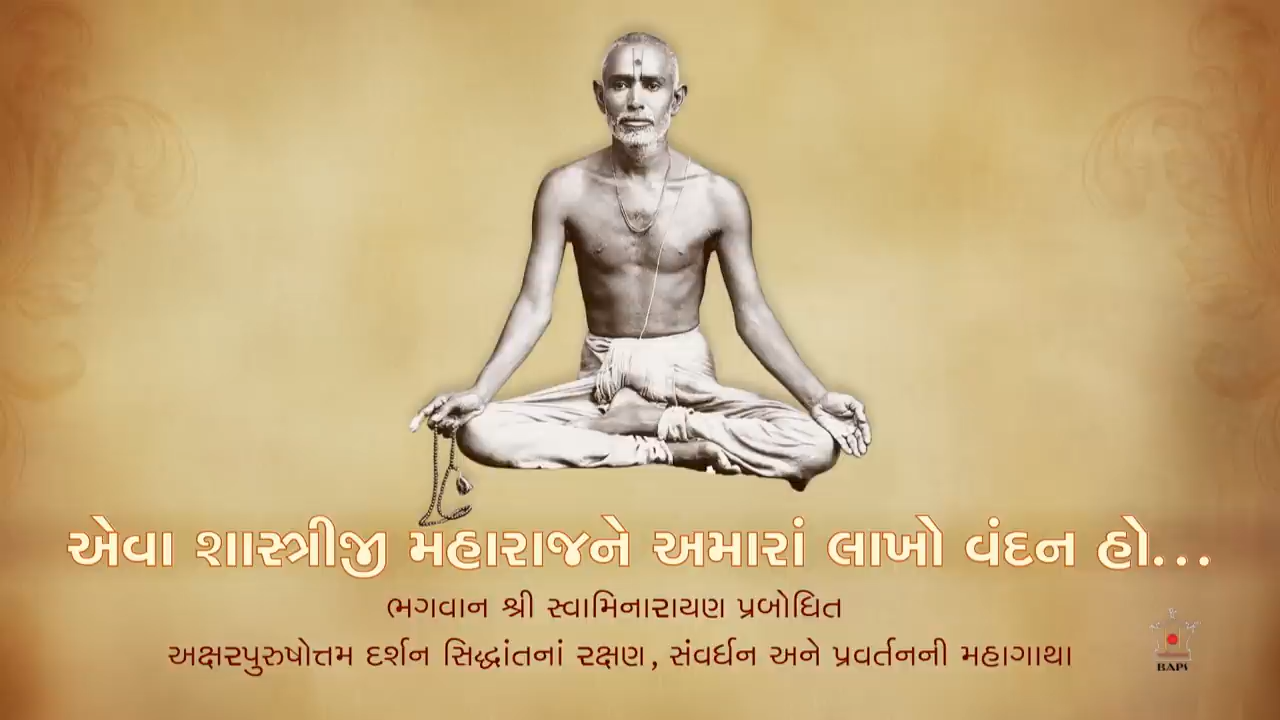 એવા શાસ્ત્રીજી મહારાજને અમારાં લાખો વંદન હો...
ભગવાન શ્રી સ્વામિનારાયણ પ્રબોધિત
અક્ષરપુરુષોત્તમ દર્શન સિદ્ધાંતનાં રક્ષણ, સંવર્ધન અને પ્રવર્તનની મહાગાથા
BAPS